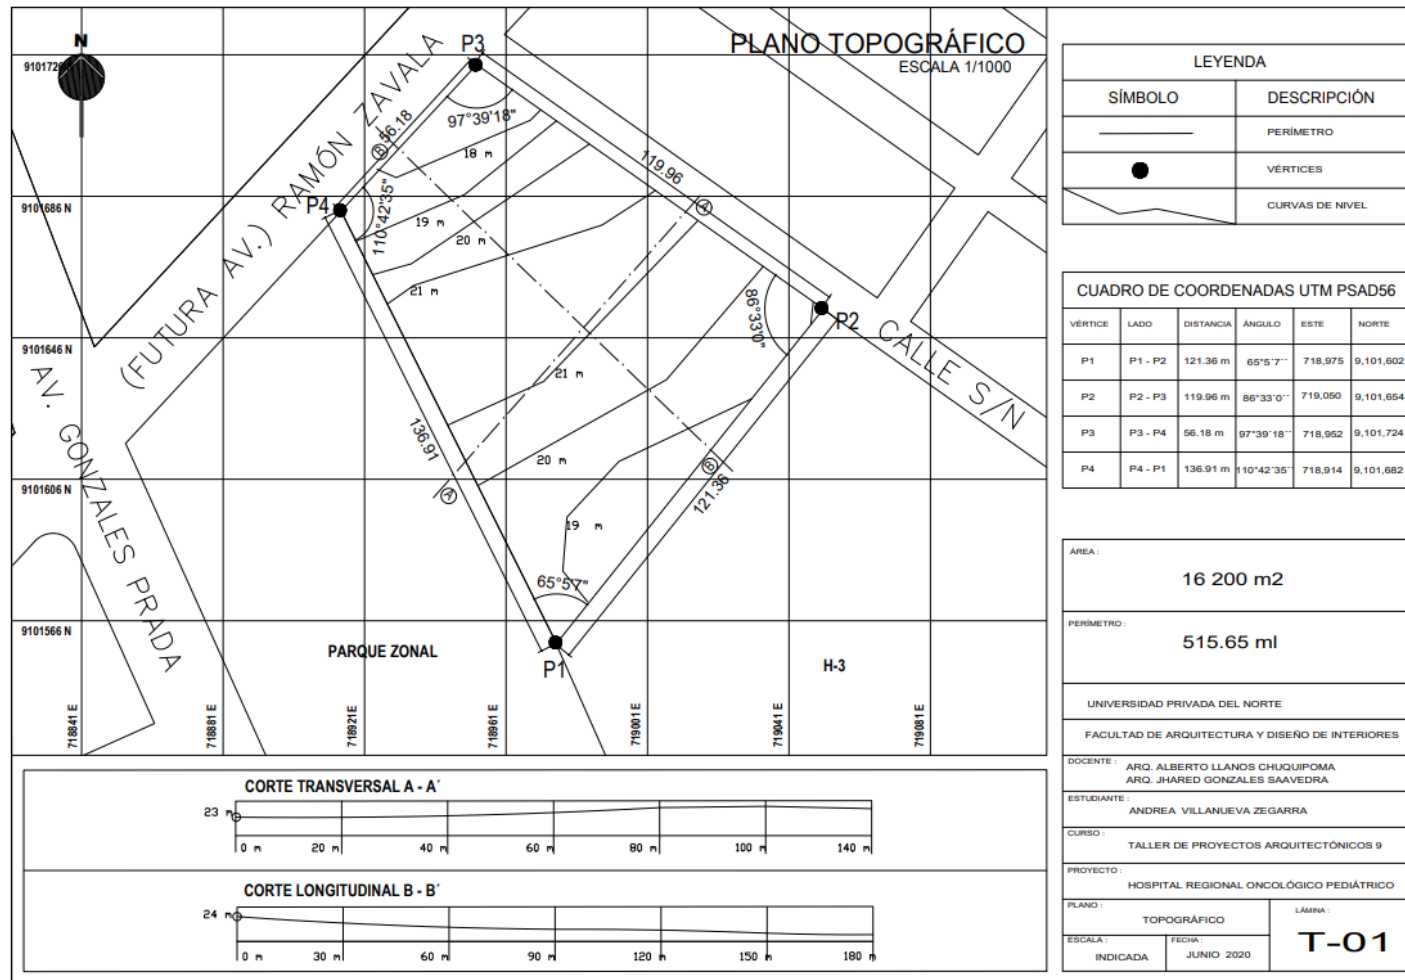 PLANO TOPOGRÁFICO
ESCALA 1/1000
N
9101726 N
9101686 N
9101646 N
9101606 N
9101566 N
718841 E
718881 E
718921E
718961 E
719001 E
719041 E
719081 E
P3
P4
P2
P1
97°39'18"
110°42'35"
86°33'0"
65°5'7"
56.18
119.96
136.91
121.36
B
A
A
B
18 m
19 m
20 m
21 m
21 m
20 m
19 m
(FUTURA AV.) RAMÓN ZAVALA
AV. GONZALES PRADA
CALLE S/N
PARQUE ZONAL
H-3
CORTE TRANSVERSAL A - A´
23 m
0 m 20 m 40 m 60 m 80 m 100 m 140 m
CORTE LONGITUDINAL B - B´
24 m
0 m 30 m 60 m 90 m 120 m 150 m 180 m
LEYENDA
SÍMBOLO DESCRIPCIÓN
PERÍMETRO
VÉRTICES
CURVAS DE NIVEL
CUADRO DE COORDENADAS UTM PSAD56
VÉRTICE LADO DISTANCIA ÁNGULO ESTE NORTE
P1 P1 - P2 121.36 m 65°5´7´´ 718,975 9,101,602
P2 P2 - P3 119.96 m 86°33´0´´ 719,050 9,101,654
P3 P3 - P4 56.18 m 97°39´18´´ 718,952 9,101,724
P4 P4 - P1 136.91 m 110°42´35´´ 718,914 9,101,682
ÁREA :
16 200 m2
PERÍMETRO :
515.65 ml
UNIVERSIDAD PRIVADA DEL NORTE
FACULTAD DE ARQUITECTURA Y DISEÑO DE INTERIORES
DOCENTE :
ARQ. ALBERTO LLANOS CHUQUIPOMA
ARQ. JHARED GONZALES SAAVEDRA
ESTUDIANTE :
ANDREA VILLANUEVA ZEGARRA
CURSO :
TALLER DE PROYECTOS ARQUITECTÓNICOS 9
PROYECTO :
HOSPITAL REGIONAL ONCOLÓGICO PEDIÁTRICO
PLANO :
TOPOGRÁFICO
LÁMINA :
T-01
ESCALA :
INDICADA
FECHA :
JUNIO 2020